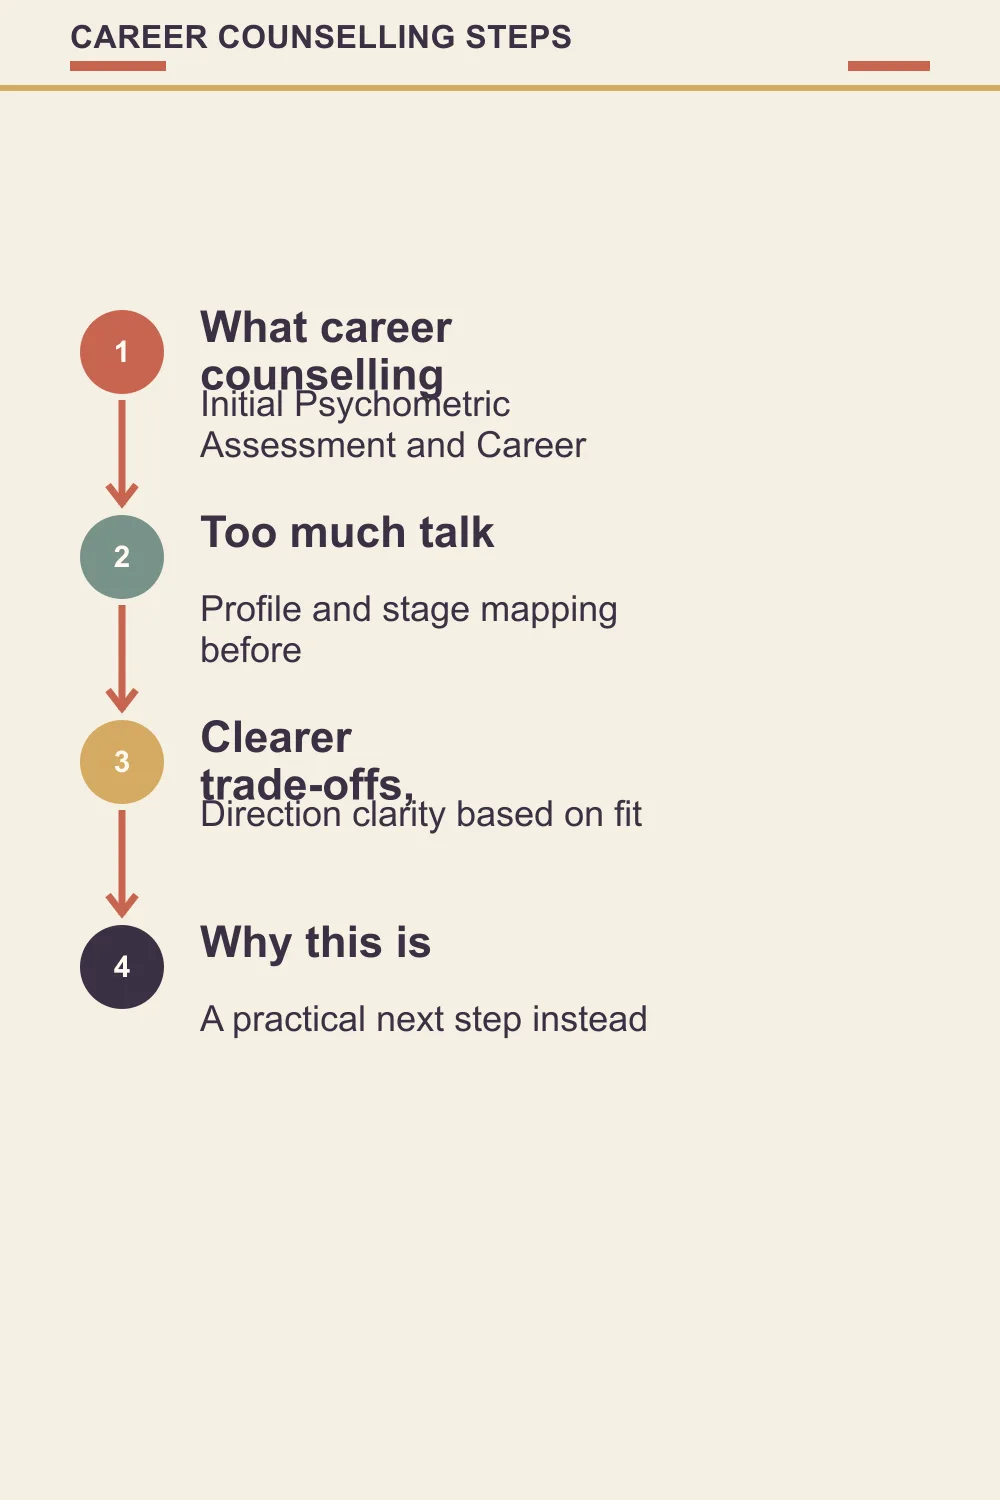 CAREER COUNSELLING STEPS
1
What career
counselling
Initial Psychometric
Assessment and Career
2
Too much talk
Profile and stage mapping
before
3
Clearer
trade-offs,
Direction clarity based on fit
4
Why this is
A practical next step instead